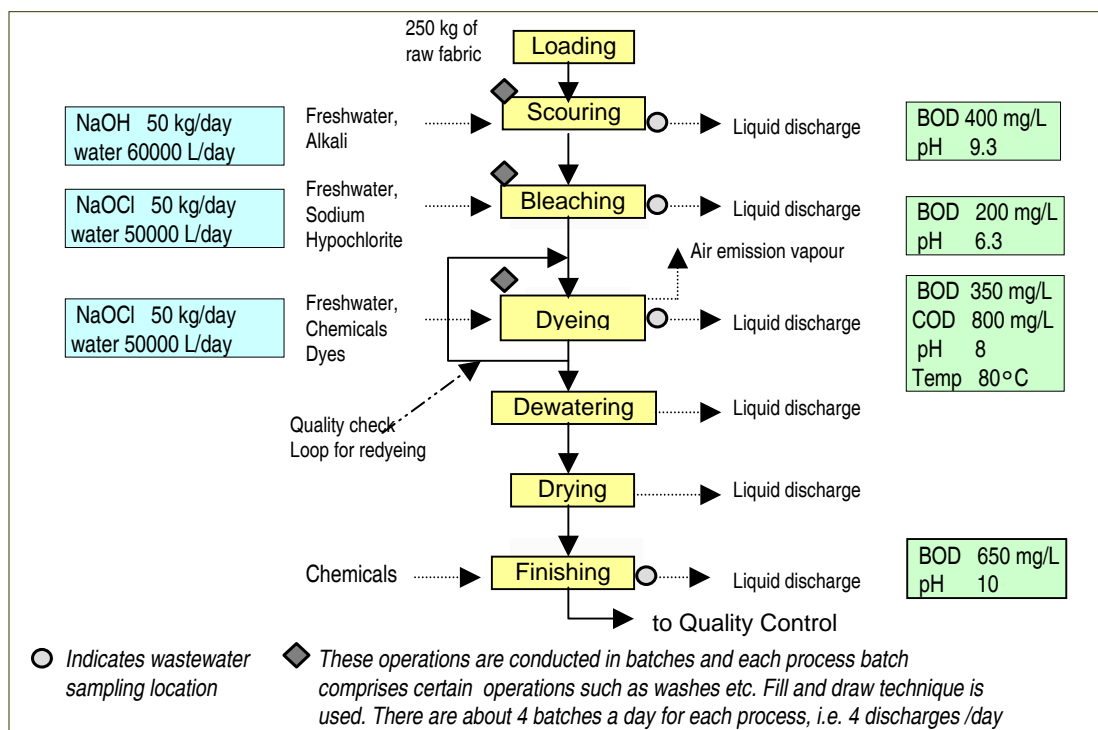 250 kg of
raw fabric
Loading
NaOH 50 kg/day
water 60000 L/day
Freshwater,
Alkali
Scouring
Liquid discharge
BOD 400 mg/L
pH 9.3
NaOCl 50 kg/day
water 50000 L/day
Freshwater,
Sodium
Hypochlorite
Bleaching
Liquid discharge
BOD 200 mg/L
pH 6.3
Air emission vapour
NaOCl 50 kg/day
water 50000 L/day
Freshwater,
Chemicals
Dyes
Dyeing
Liquid discharge
BOD 350 mg/L
COD 800 mg/L
pH 8
Temp 80°C
Quality check
Loop for redyeing
Dewatering
Liquid discharge
Drying
Liquid discharge
Chemicals
Finishing
Liquid discharge
BOD 650 mg/L
pH 10
to Quality Control
Indicates wastewater
sampling location
These operations are conducted in batches and each process batch
comprises certain operations such as washes etc. Fill and draw technique is
used. There are about 4 batches a day for each process, i.e. 4 discharges /day